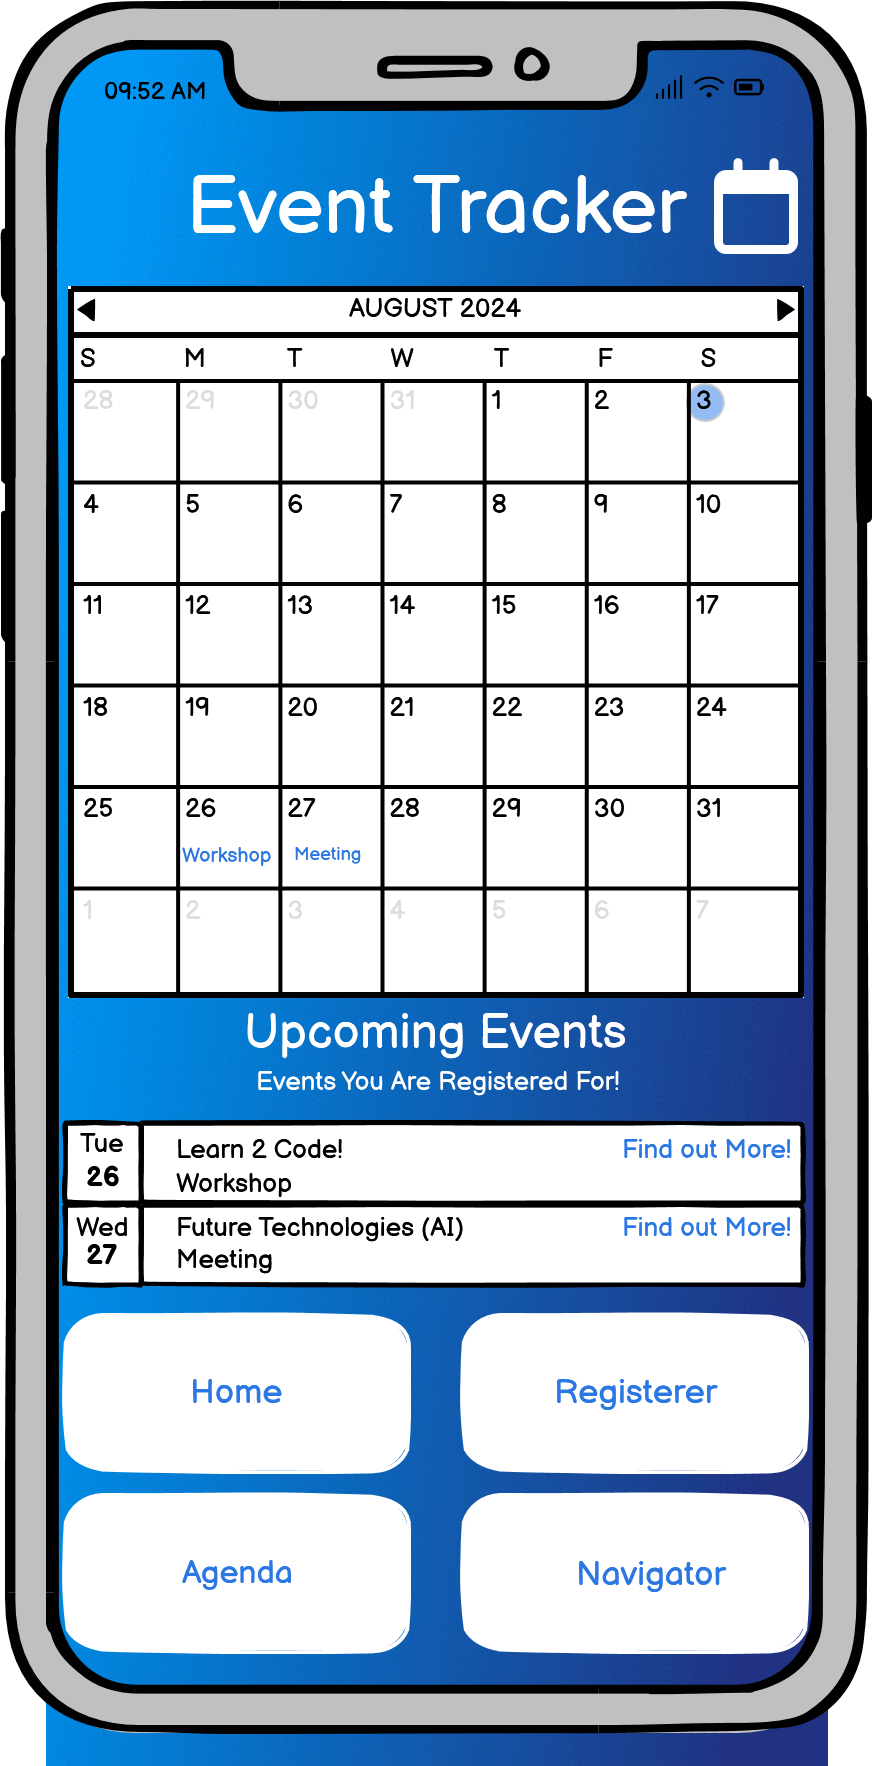 09:52 AM
Event Tracker
AUGUST 2024
S M T W T F S
28 29 30 31 1 2 3
4 5 6 7 8 9 10
11 12 13 14 15 16 17
18 19 20 21 22 23 24
25 26 27 28 29 30 31
Workshop Meeting
1 2 3 4 5 6 7
Upcoming Events
Events You Are Registered For!
Tue Learn 2 Code! Find out More!
26 Workshop
Wed Future Technologies (AI) Find out More!
27 Meeting
Home Registerer
Agenda Navigator